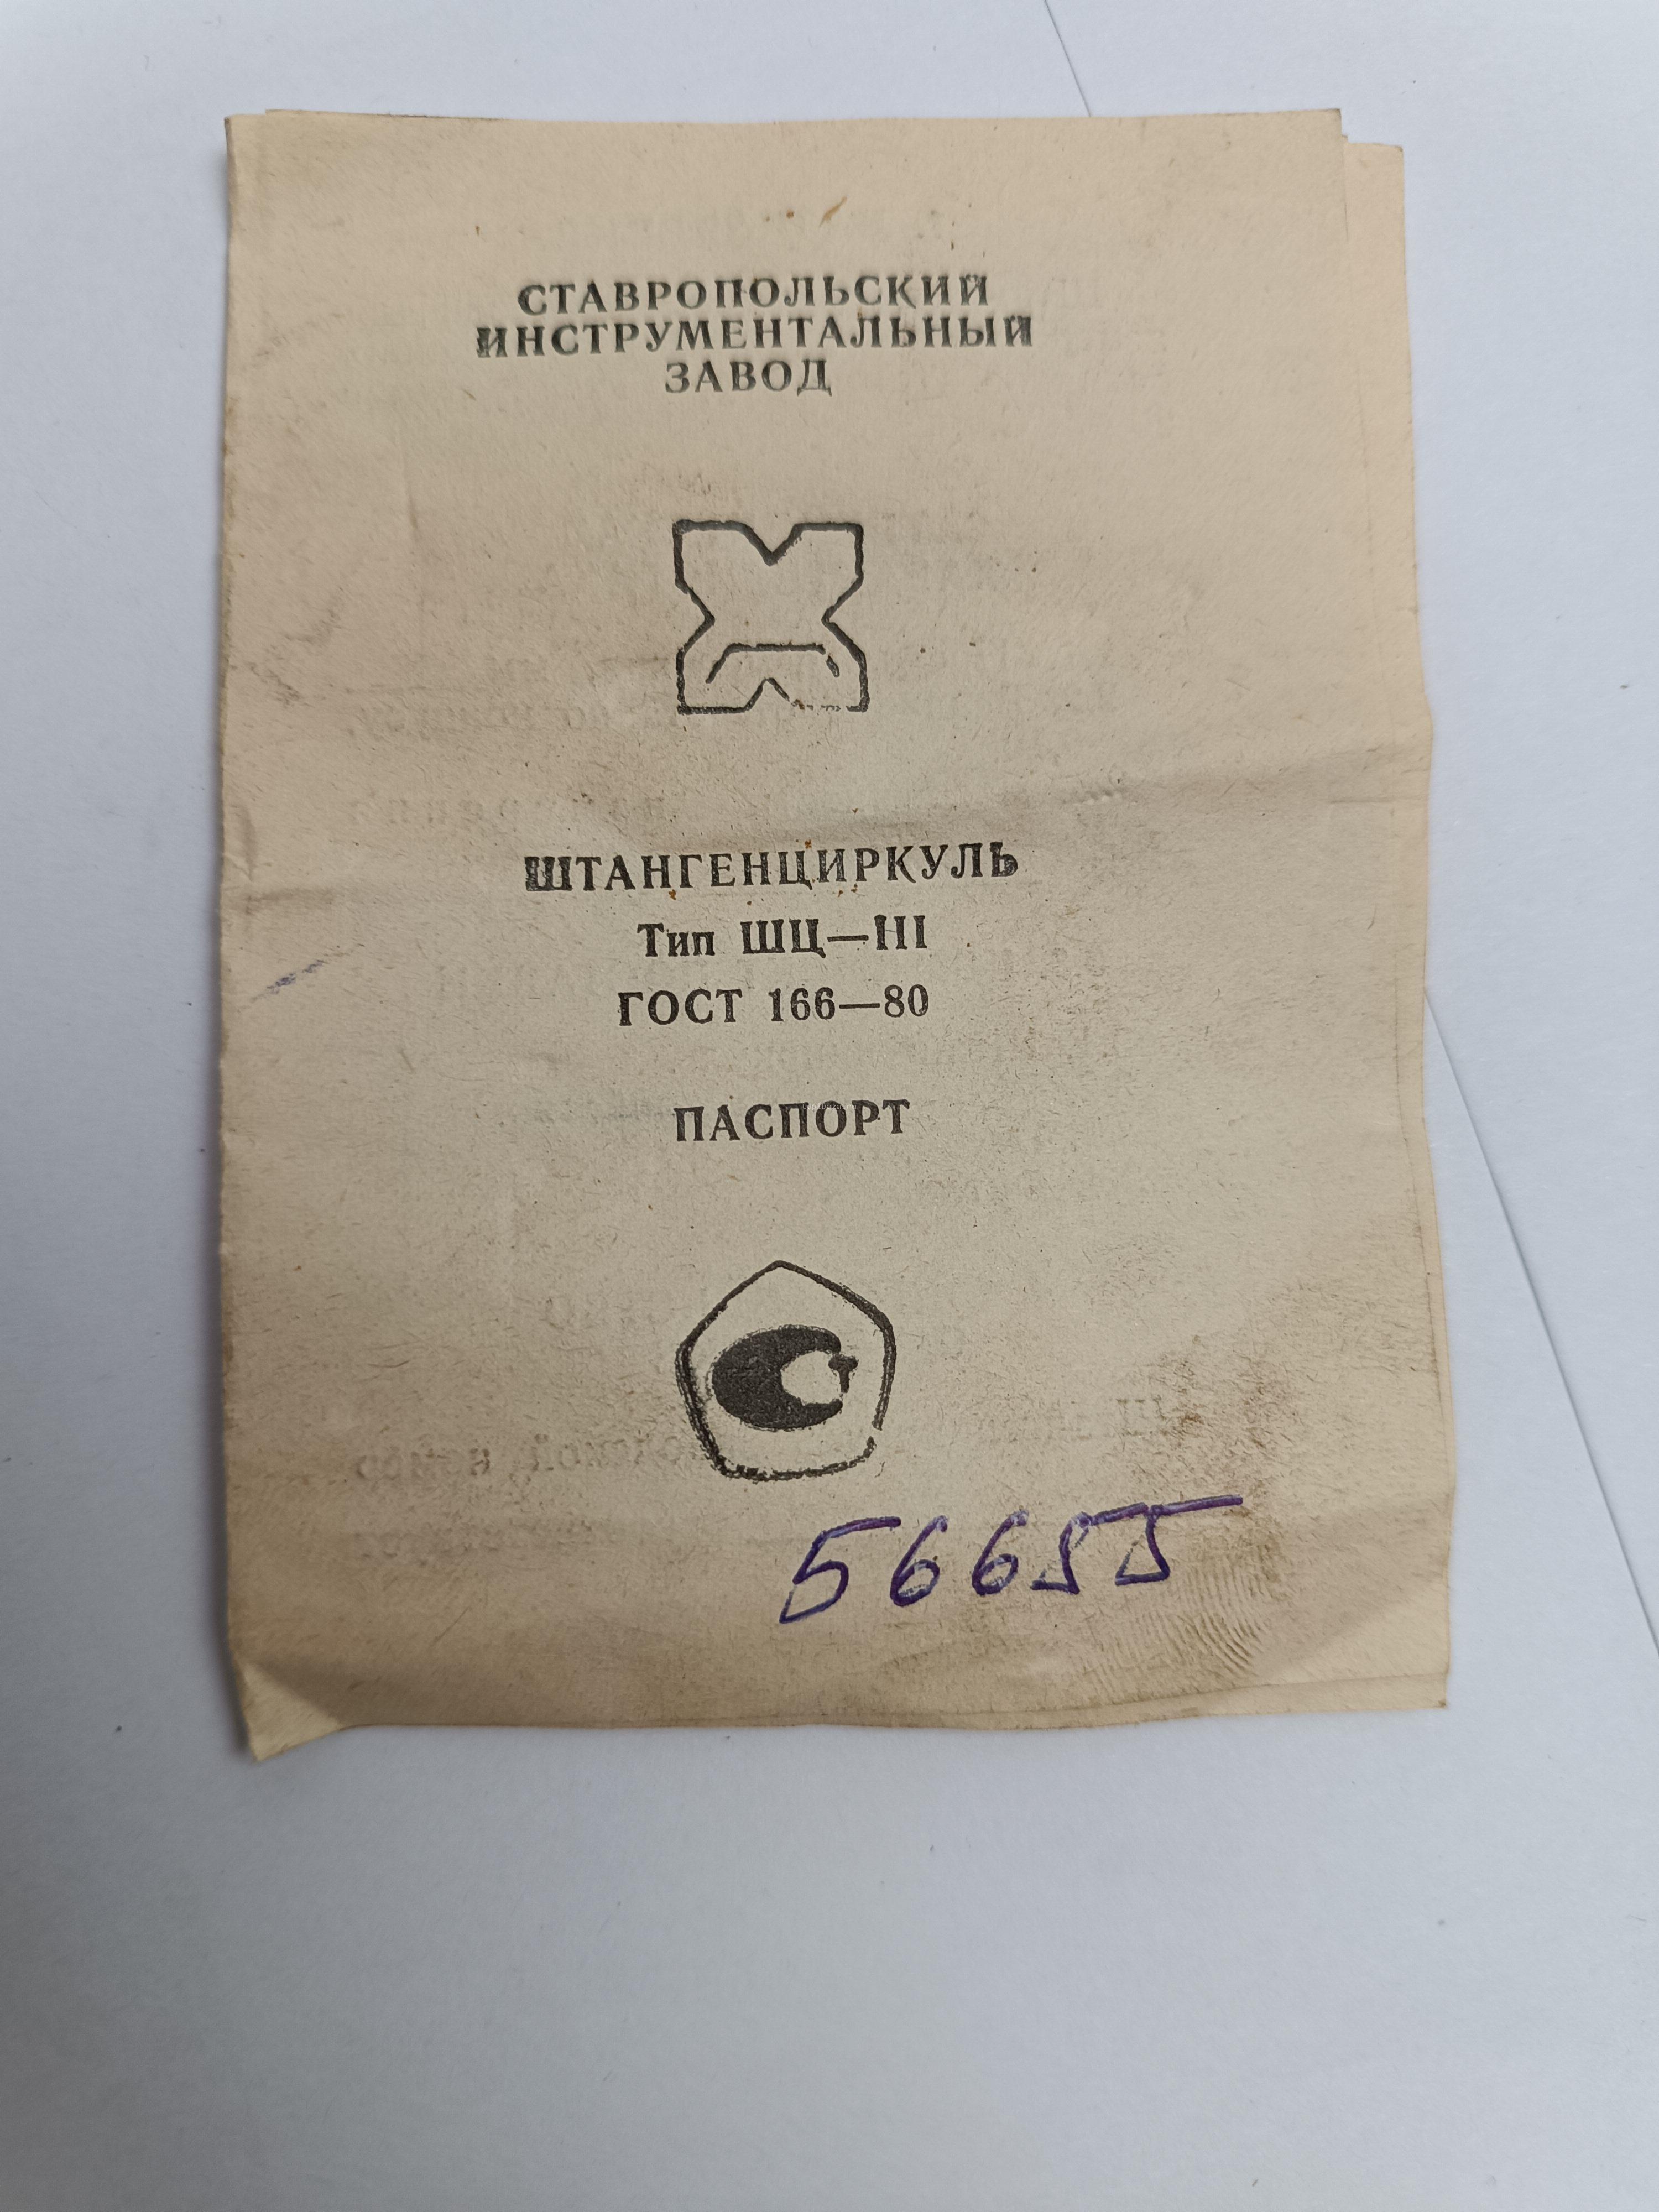 СТАВРОПОЛЬСКИЙ
ИНСТРУМЕНТАЛЬНЫЙ
ЗАВОД
ШТАНГЕНЦИРКУЛЬ
Тип ШЦ—III
ГОСТ 166—80
ПАСПОРТ
56655